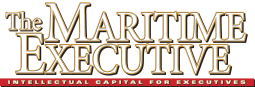 The MARITIME
EXECUTIVE
INTELLECTUAL CAPITAL FOR EXECUTIVES